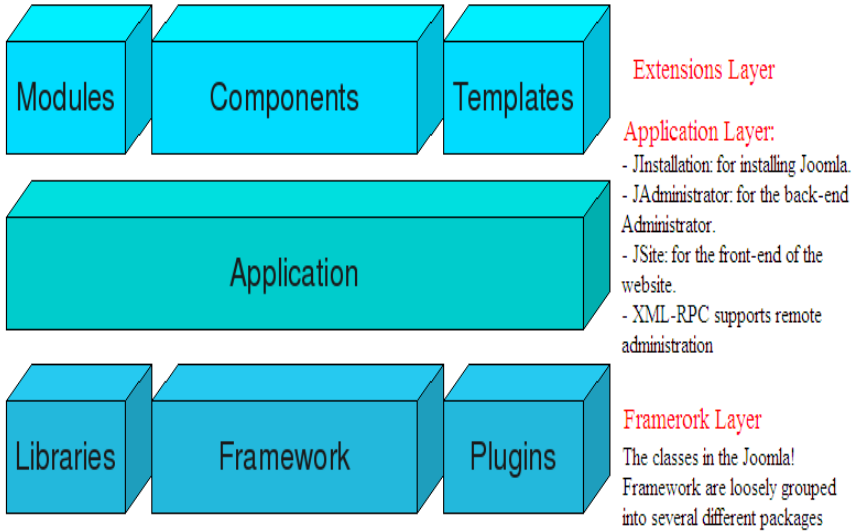 Modules
Components
Templates
Extensions Layer
Application
Application Layer:
- JInstallation: for installing Joomla.
- JAdministrator: for the back-end
Administrator.
- JSite: for the front-end of the
website.
- XML-RPC supports remote
administration
Libraries
Framework
Plugins
Framerork Layer
The classes in the Joomla!
Framework are loosely grouped
into several different packages